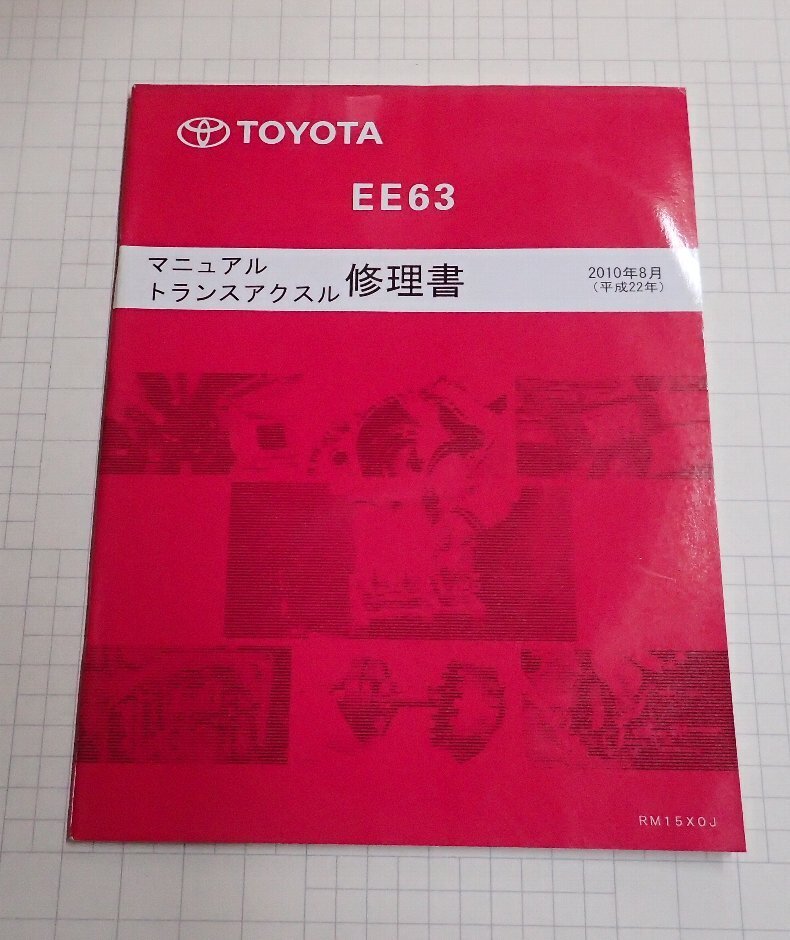 TOYOTA
EE63
マニュアル
トランスアクスル 修理書
2010年8月
(平成22年)
RM15X0J